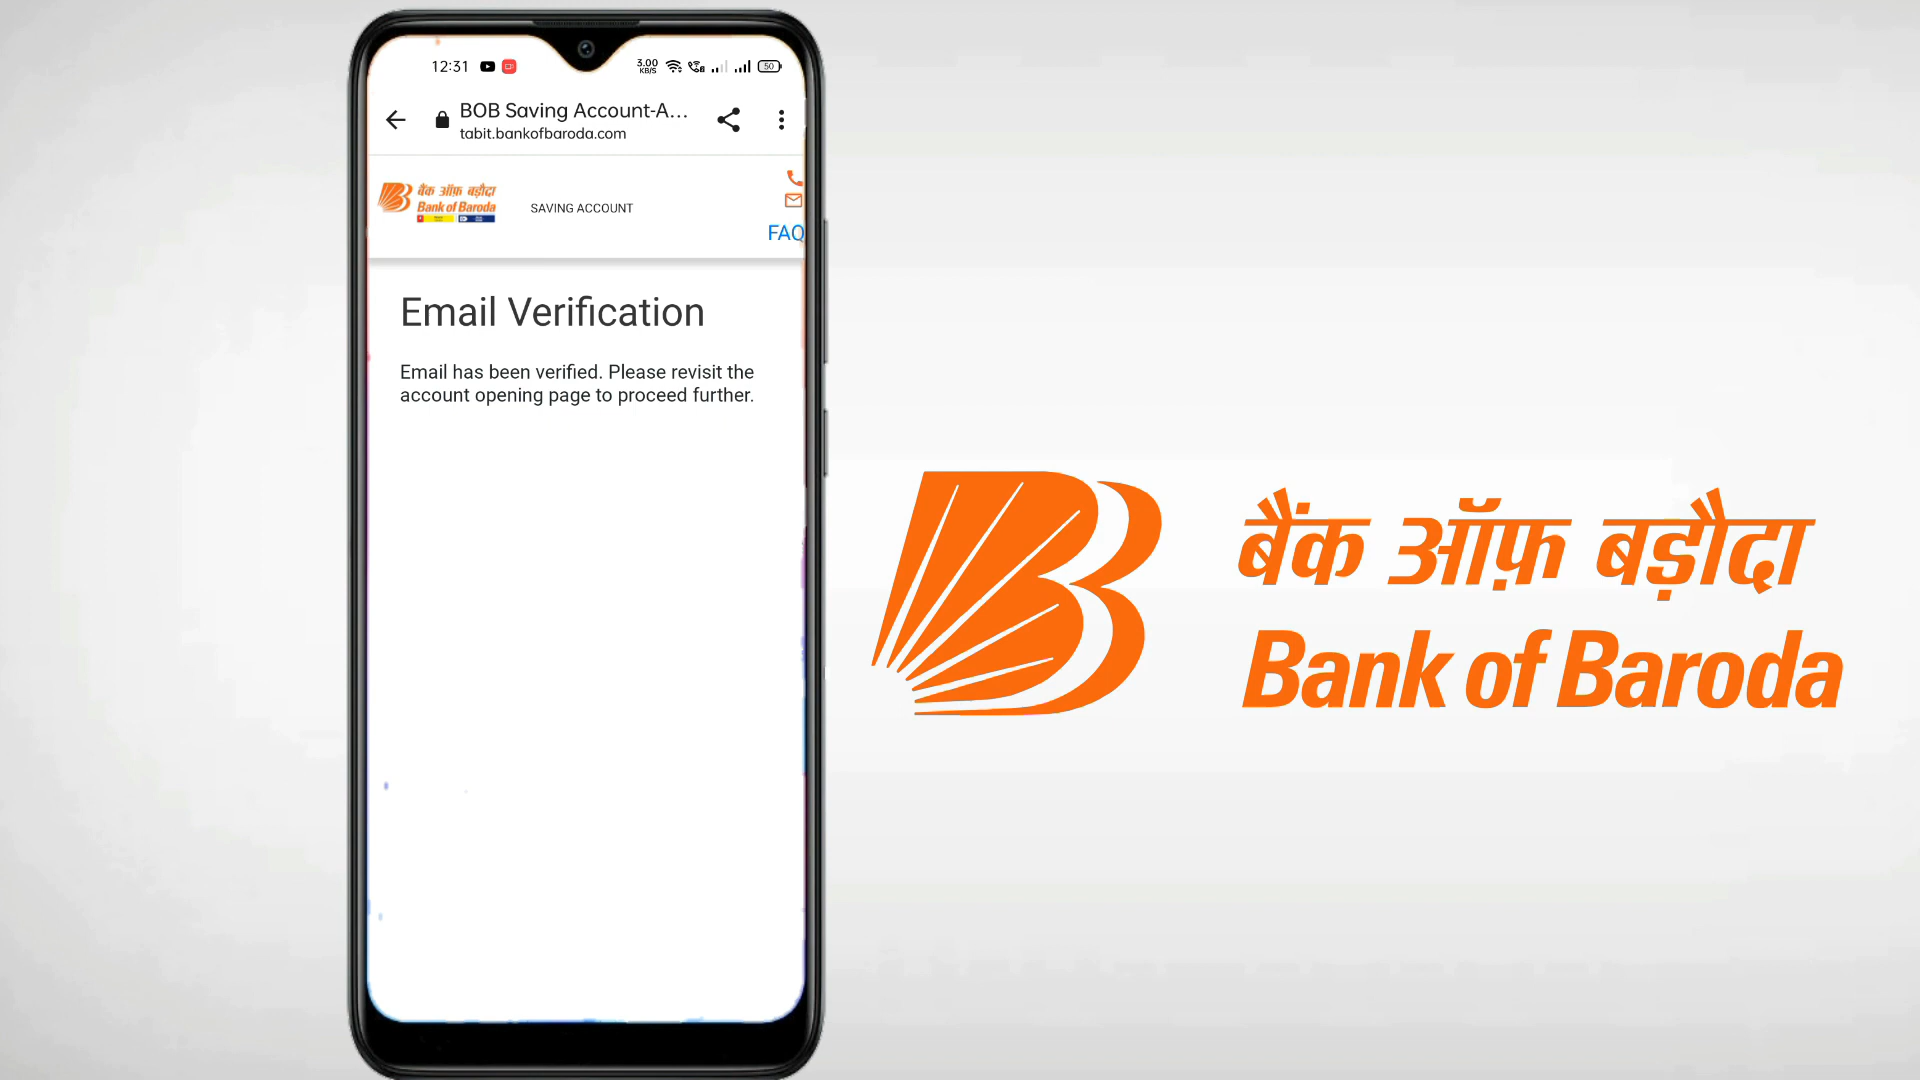 12:31
3.00
KB/S
50
BOB Saving Account-A...
tabit.bankofbaroda.com
बैंक ऑफ़ बड़ौदा
Bank of Baroda
SAVING ACCOUNT
FAQ
Email Verification
Email has been verified. Please revisit the
account opening page to proceed further.
बैंक ऑफ़ बड़ौदा
Bank of Baroda